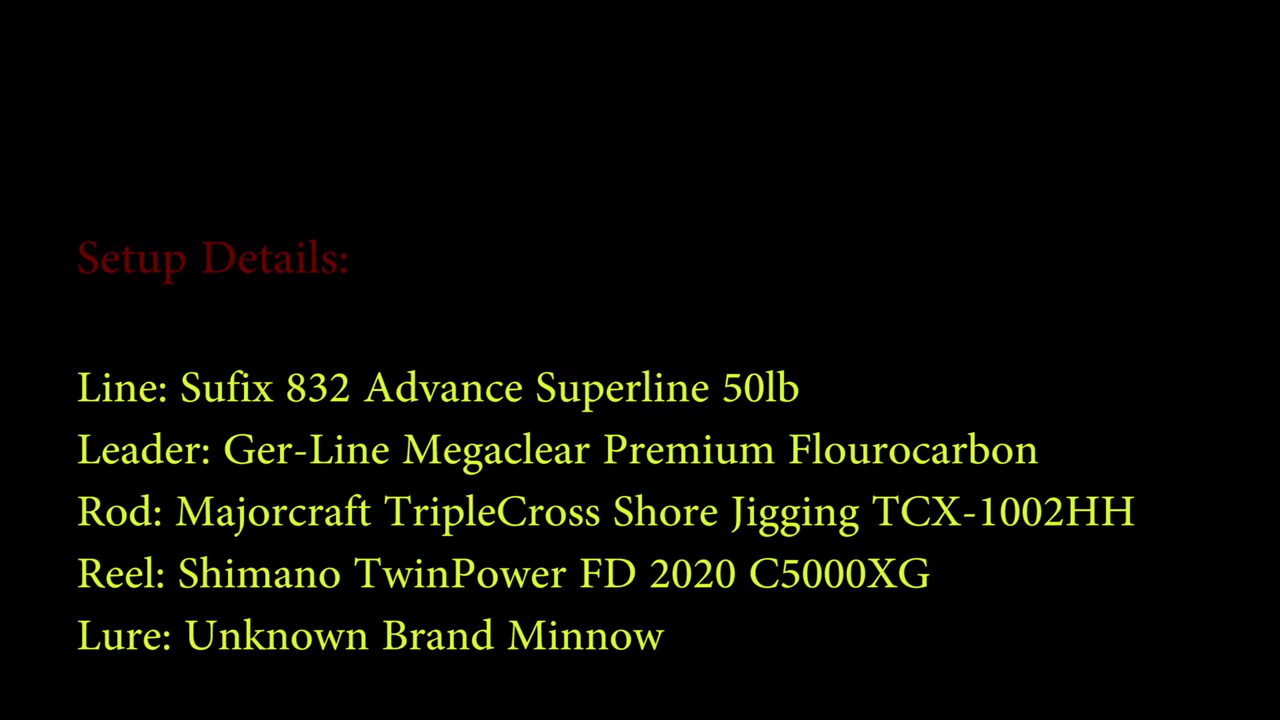 Setup Details:
Line: Sufix 832 Advance Superline 50lb
Leader: Ger-Line Megaclear Premium Flourocarbon
Rod: Majorcraft TripleCross Shore Jigging TCX-1002HH
Reel: Shimano TwinPower FD 2020 C5000XG
Lure: Unknown Brand Minnow